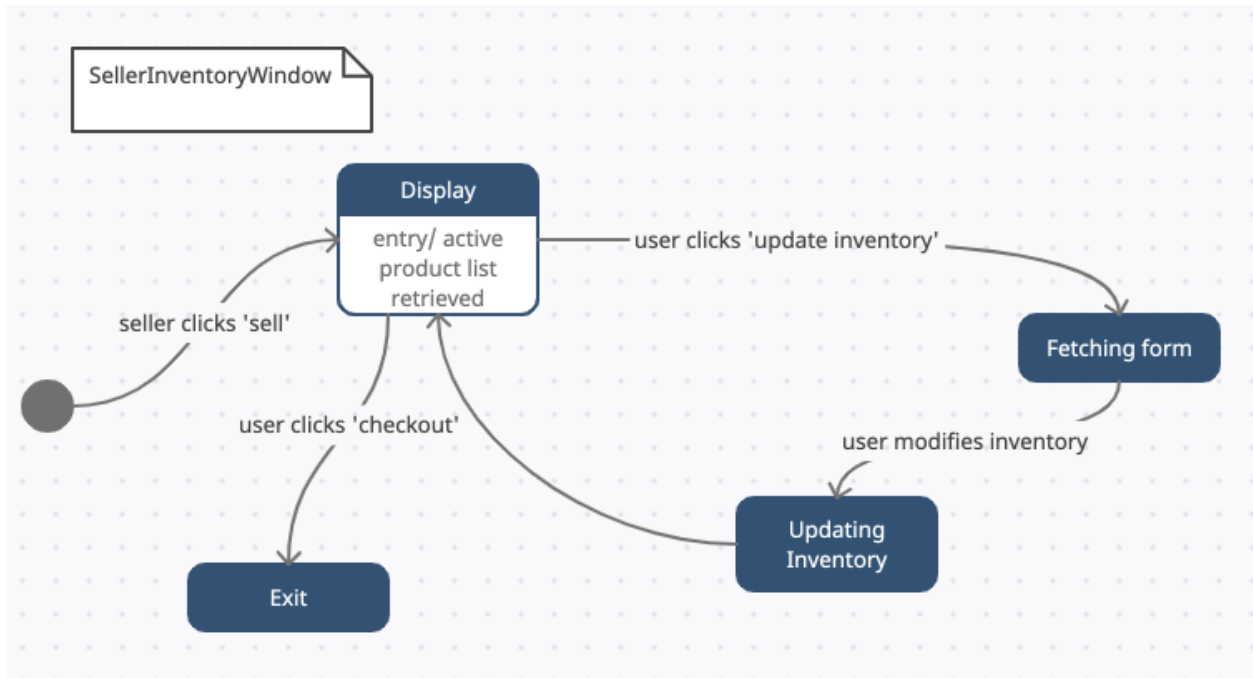 SellerInventoryWindow
Display
entry/ active
product list
retrieved
user clicks 'update inventory'
seller clicks 'sell'
Fetching form
user clicks 'checkout'
user modifies inventory
Updating
Inventory
Exit